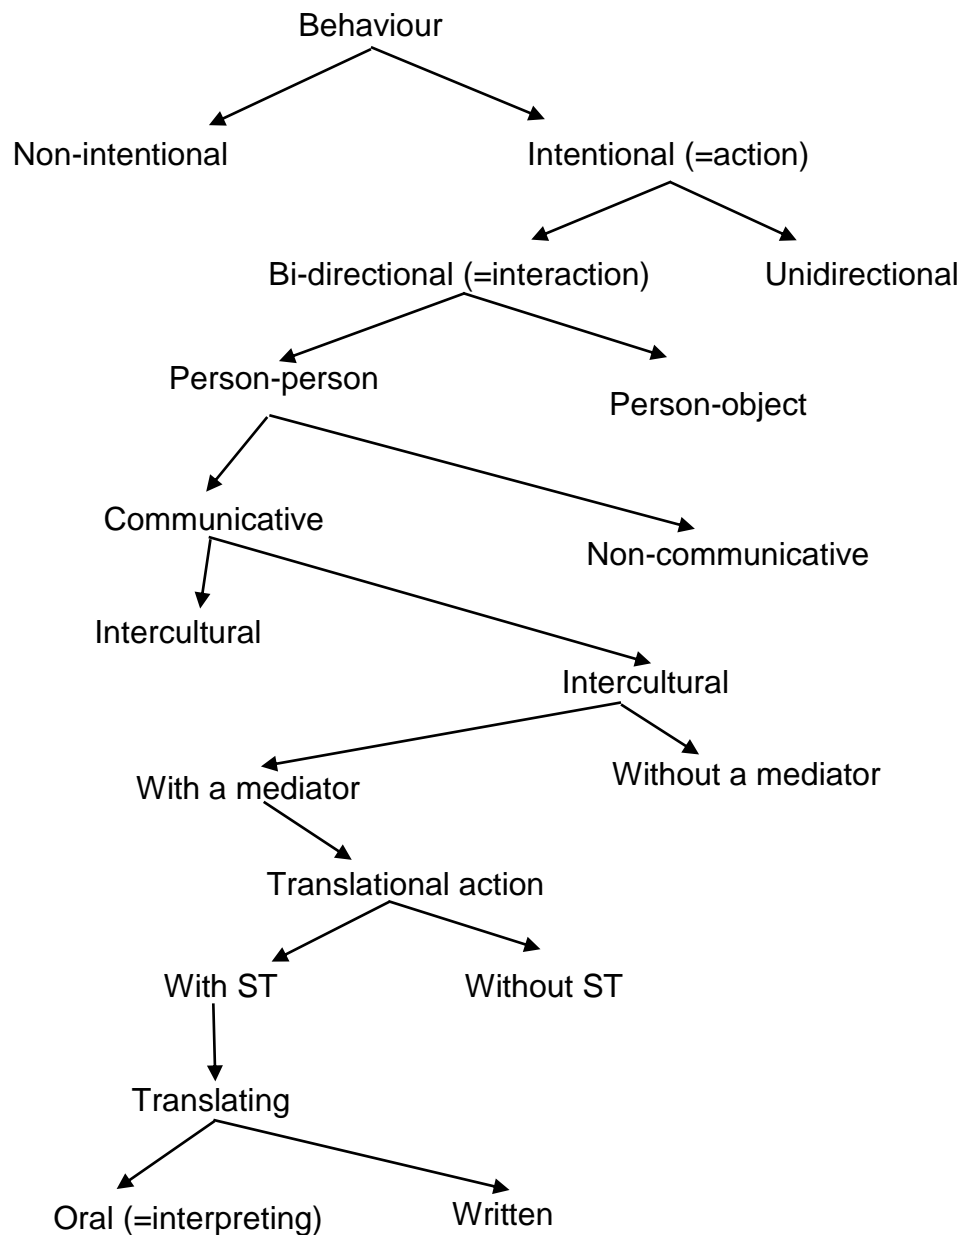 Behaviour
Non-intentional
Intentional (=action)
Bi-directional (=interaction)
Unidirectional
Person-person
Person-object
Communicative
Non-communicative
Intercultural
Intercultural
With a mediator
Without a mediator
Translational action
With ST
Without ST
Translating
Oral (=interpreting)
Written